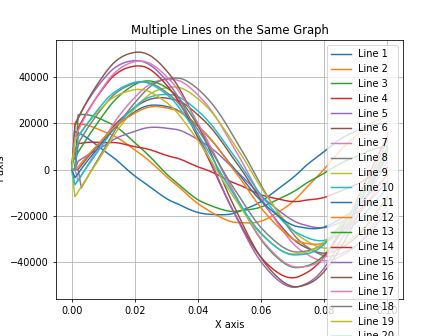 Multiple Lines on the Same Graph
40000
20000
0
−20000
−40000
0.00 0.02 0.04 0.06
X axis
Line 1
Line 2
Line 3
Line 4
Line 5
Line 6
Line 7
Line 8
Line 9
Line 10
Line 11
Line 12
Line 13
Line 14
Line 15
Line 16
Line 17
Line 18
Line 19
Line 20